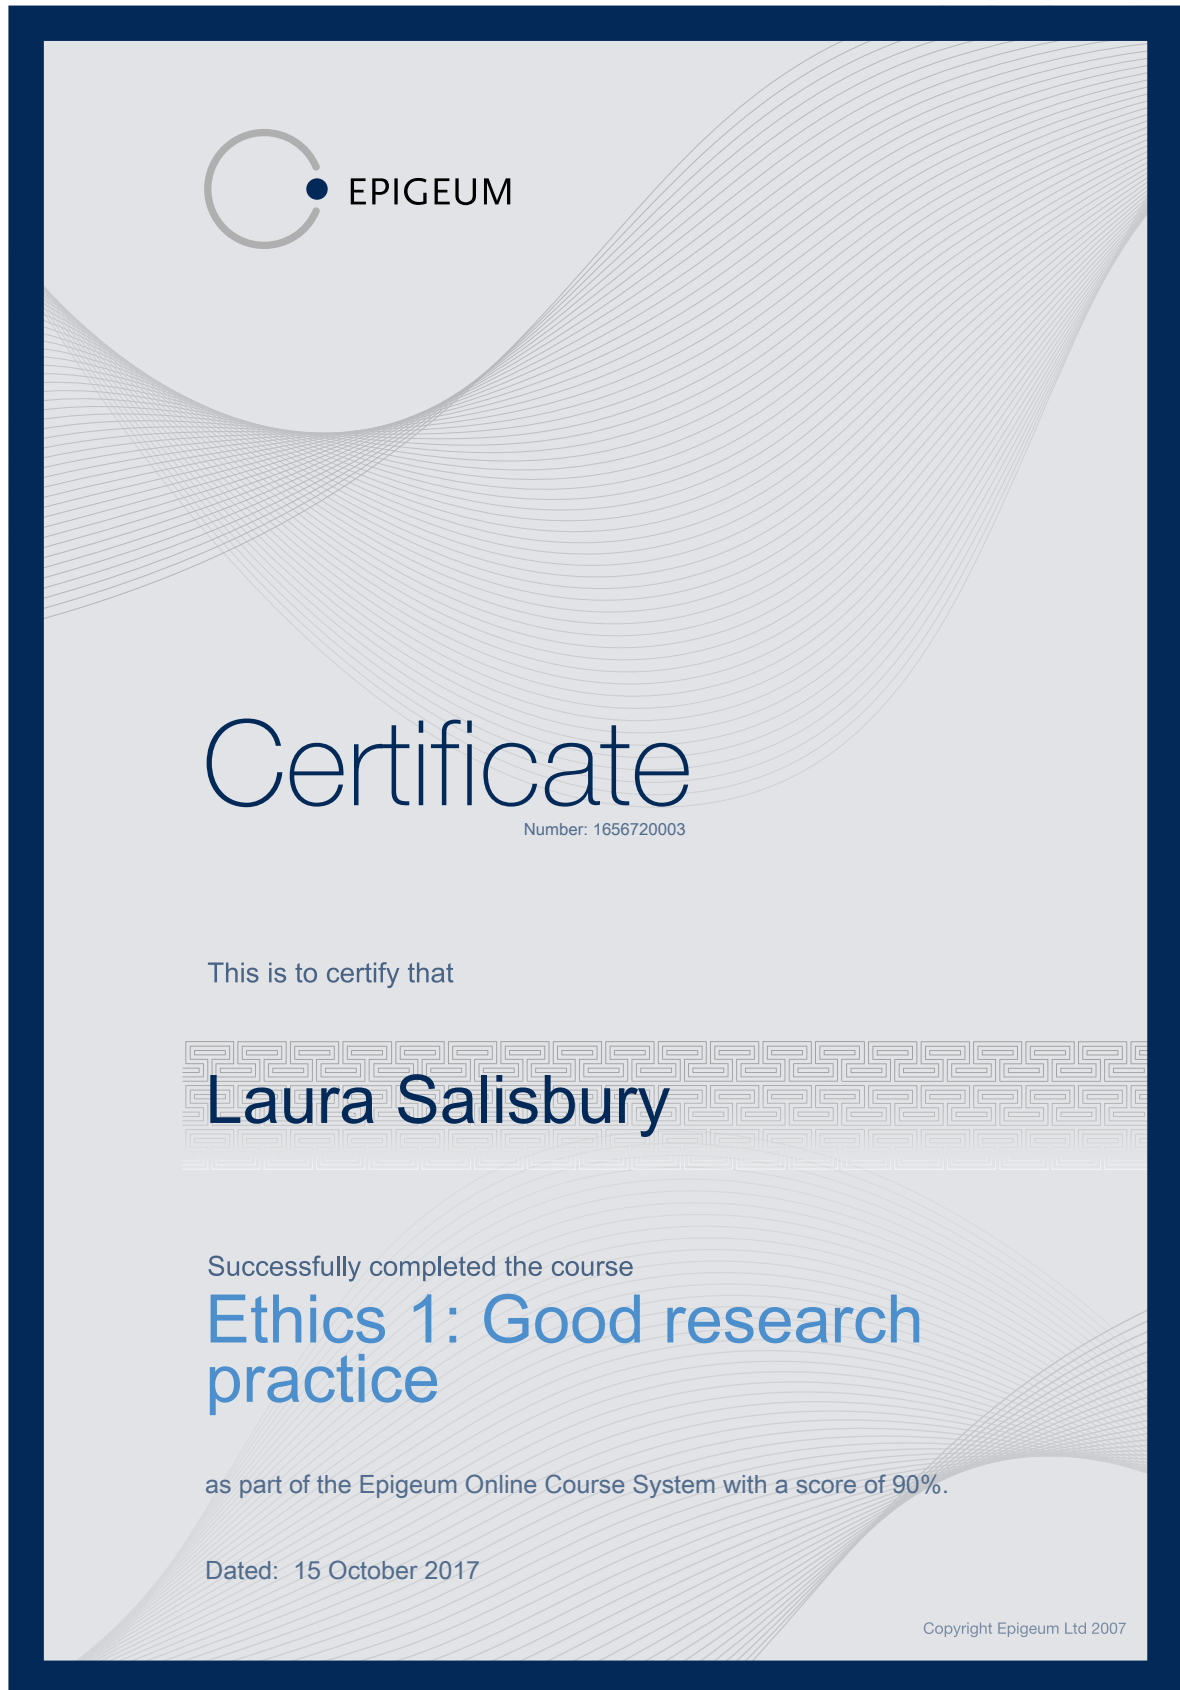 EPIGEUM
Certificate
Number: 1656720003
This is to certify that
Laura Salisbury
Successfully completed the course
Ethics 1: Good research
practice
as part of the Epigeum Online Course System with a score of 90%.
Dated: 15 October 2017
Copyright Epigeum Ltd 2007